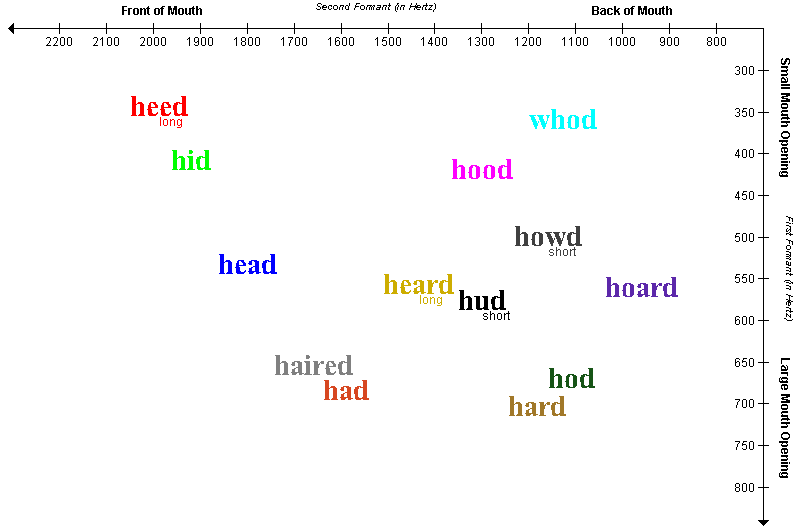 Front of Mouth
Second Formant (in Hertz)
Back of Mouth
2200 2100 2000 1900 1800 1700 1600 1500 1400 1300 1200 1100 1000 900 800
300
350
400
450
500
550
600
650
700
750
800
Small Mouth Opening
First Formant (in Hertz)
Large Mouth Opening
heed
long
whod
hid
hood
howd
short
head
heard
long
hud
short
hoard
haired
had
hod
hard